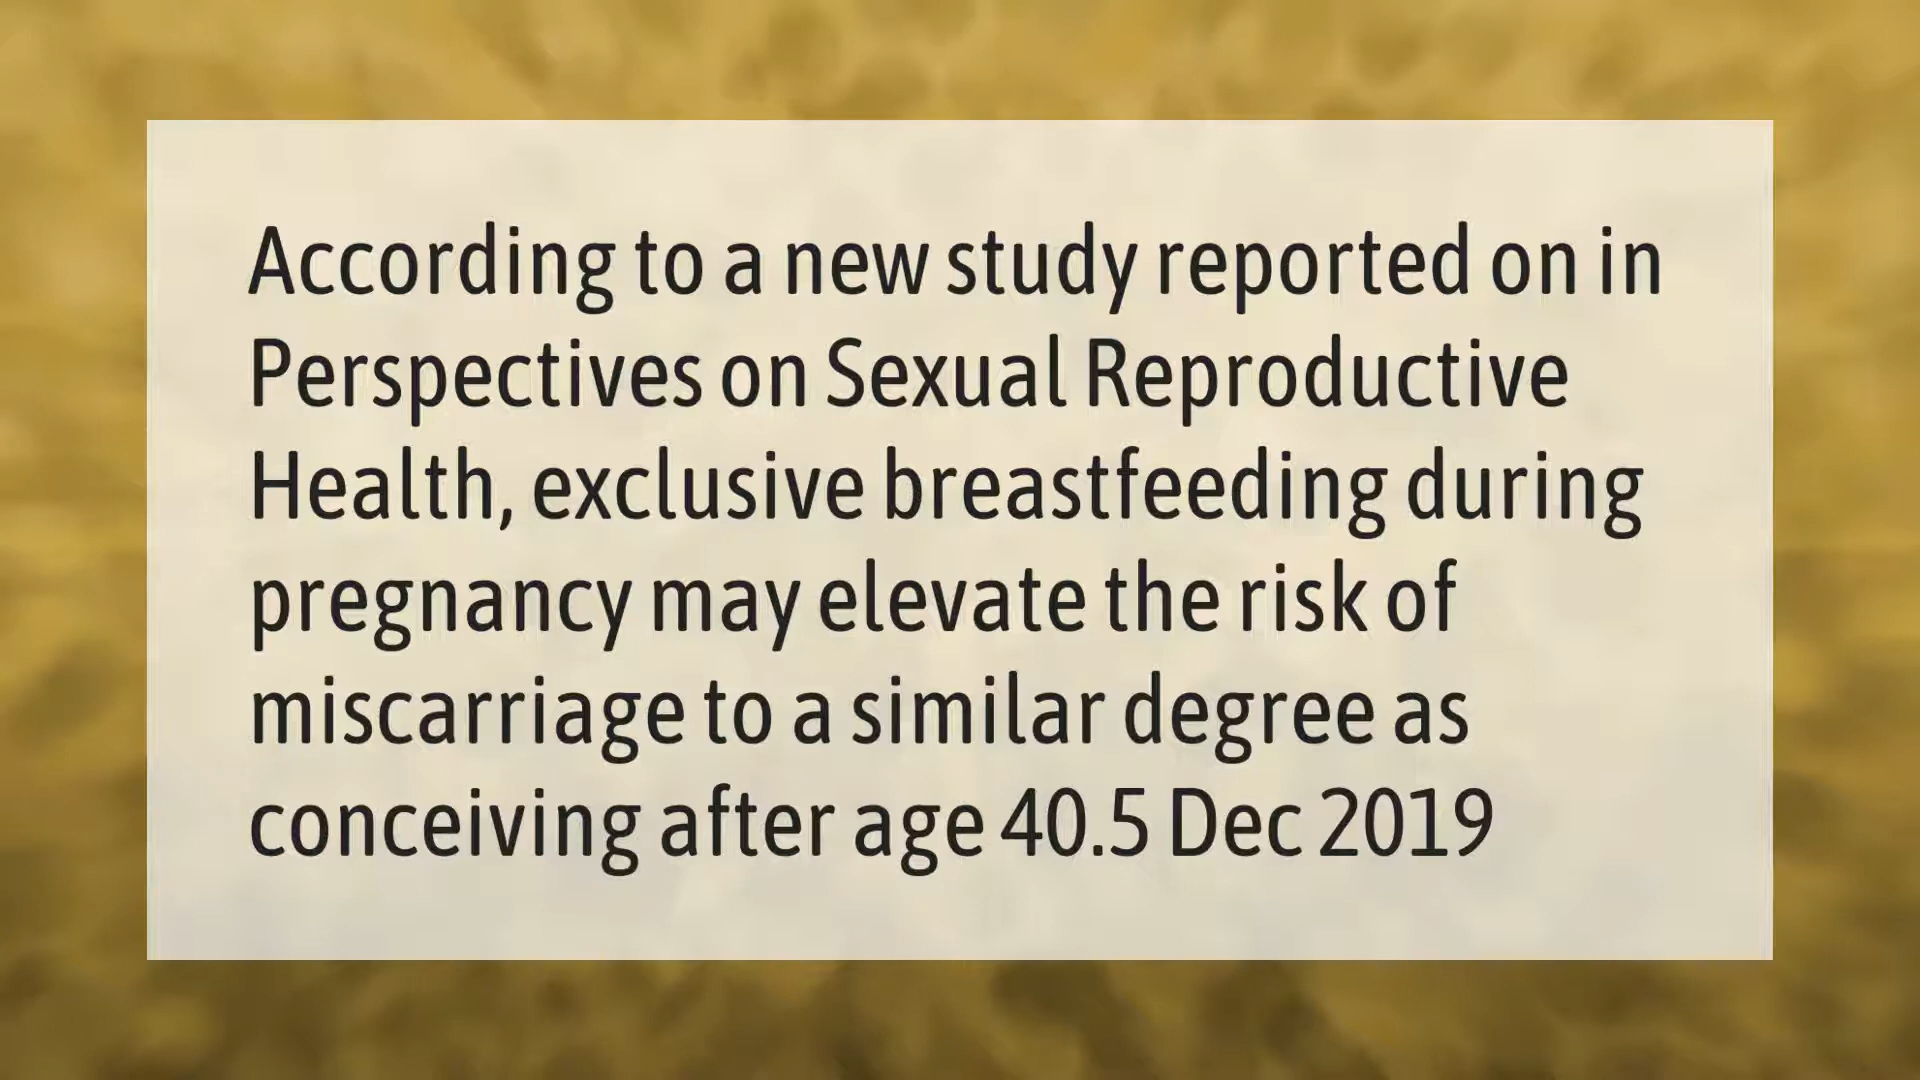 According to a new study reported on in
Perspectives on Sexual Reproductive
Health, exclusive breastfeeding during
pregnancy may elevate the risk of
miscarriage to a similar degree as
conceiving after age 40.5 Dec 2019